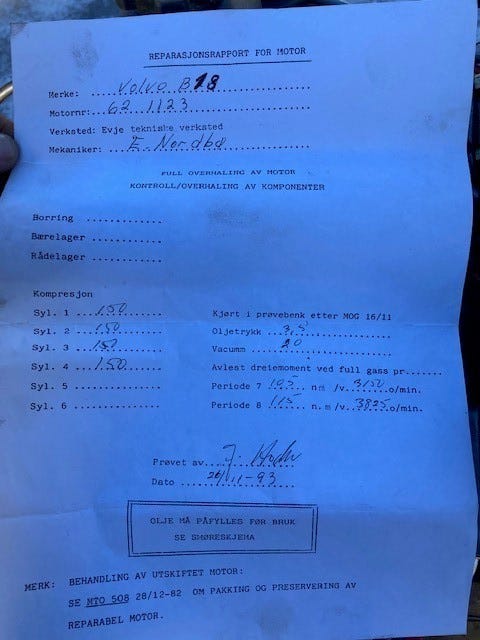 REPARASJONSRAPPORT FOR MOTOR
Merke: Volvo B18
Motornr: 62 1123
Verksted: Evje tekniske verksted
Mekaniker: E. Nordbø
FULL OVERHALING AV MOTOR
KONTROLL/OVERHALING AV KOMPONENTER
Borring .............
Bærelager ............
Rådelager ............
Kompresjon
Syl. 1 150 Kjørt i prøvebenk etter MOG 16/11
Syl. 2 150 Oljetrykk 3,5
Syl. 3 150 Vacumm 20
Syl. 4 150 Avlest dreiemoment ved full gass pr.......
Syl. 5 ............. Periode 7 105 n.m/v 3150 o/min.
Syl. 6 ............. Periode 8 115 n.m/v 3825 o/min.
Prøvet av
Dato 26/11-93
OLJE MÅ PÅFYLLES FØR BRUK
SE SMØRESKJEMA
MERK: BEHANDLING AV UTSKIFTET MOTOR:
SE MTO 508 28/12-82 OM PAKKING OG PRESERVERING AV
REPARABEL MOTOR.